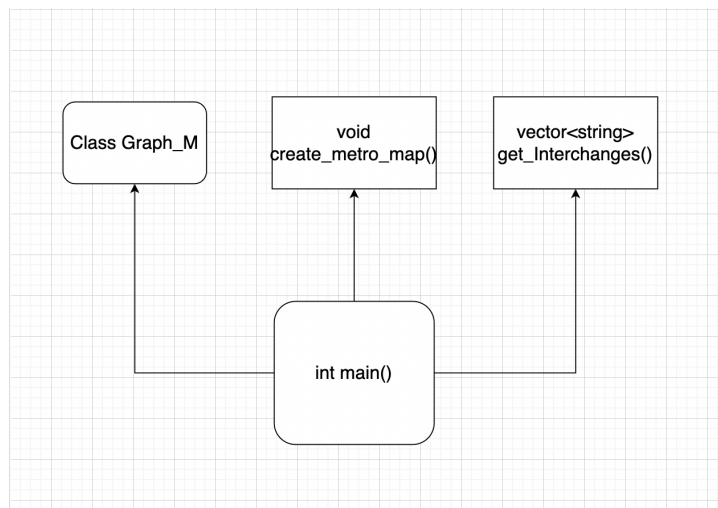 Class Graph_M
void
create_metro_map()
vector<string>
get_Interchanges()
int main()